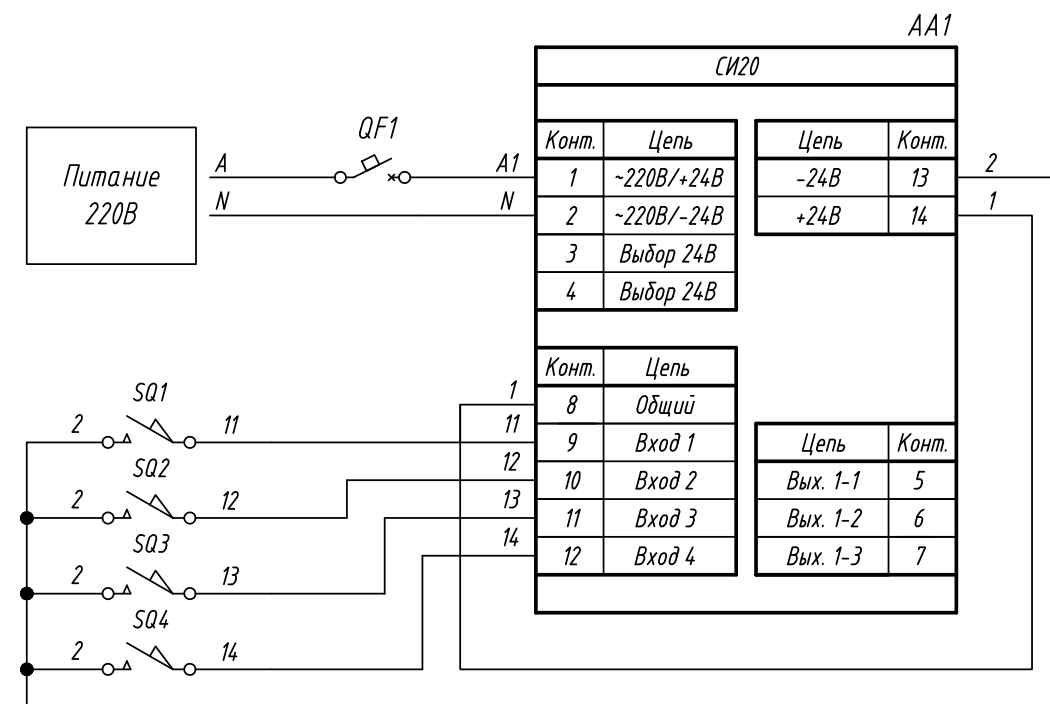 AA1
СИ20
Питание
220В
A
N
QF1
A1
N
Конт. Цепь
1 ~220В/+24В
2 ~220В/-24В
3 Выбор 24В
4 Выбор 24В
Цепь Конт.
-24В 13
+24В 14
2
1
Конт. Цепь
8 Общий
9 Вход 1
10 Вход 2
11 Вход 3
12 Вход 4
1
11
12
13
14
Цепь Конт.
Вых. 1-1 5
Вых. 1-2 6
Вых. 1-3 7
SQ1
2 11
SQ2
2 12
SQ3
2 13
SQ4
2 14